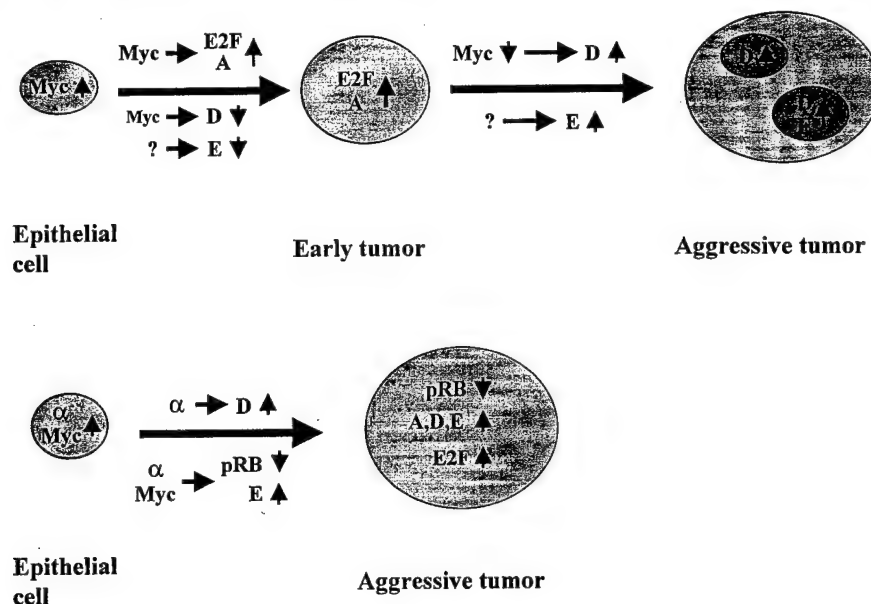 Myc → E2F ↑
A
Myc ↑
Myc → D ↓
? → E ↓
E2F ↑
A
Myc ↓ → D ↑
? → E ↑
D ↑
Epithelial
cell
Early tumor
Aggressive tumor
α
Myc ↑
α → D ↑
α
Myc → pRB ↓
E ↑
pRB ↓
A,D,E ↑
E2F ↑
Epithelial
cell
Aggressive tumor